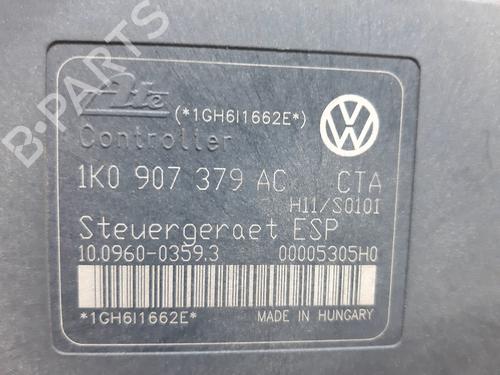 B-PARTS
Ate (*1GH6I1662E*)
Controller
1K0 907 379 AC CTA
H11/S0101
Steuergeraet ESP
10.0960-0359.3 00005305H0
*1GH6I1662E* MADE IN HUNGARY